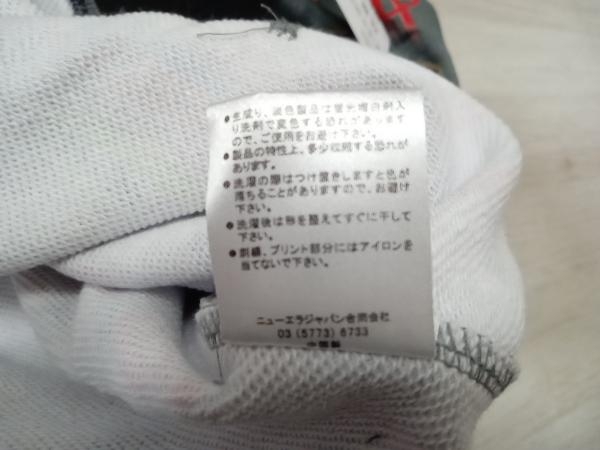 ●生成り、淡色製品は蛍光増白剤入
り洗剤で変色する恐れがあります
ので、ご使用をお避け下さい。
●製品の特性上、多少収縮する恐れが
あります。
●洗濯の際はつけ置きしますと色が
落ちることがありますので、お避け
下さい。
●洗濯後は形を整えてすぐに干して
下さい。
●刺繍、プリント部分にはアイロンを
当てないで下さい。
ニューエラジャパン合同会社
03 (5773) 6733
中国製